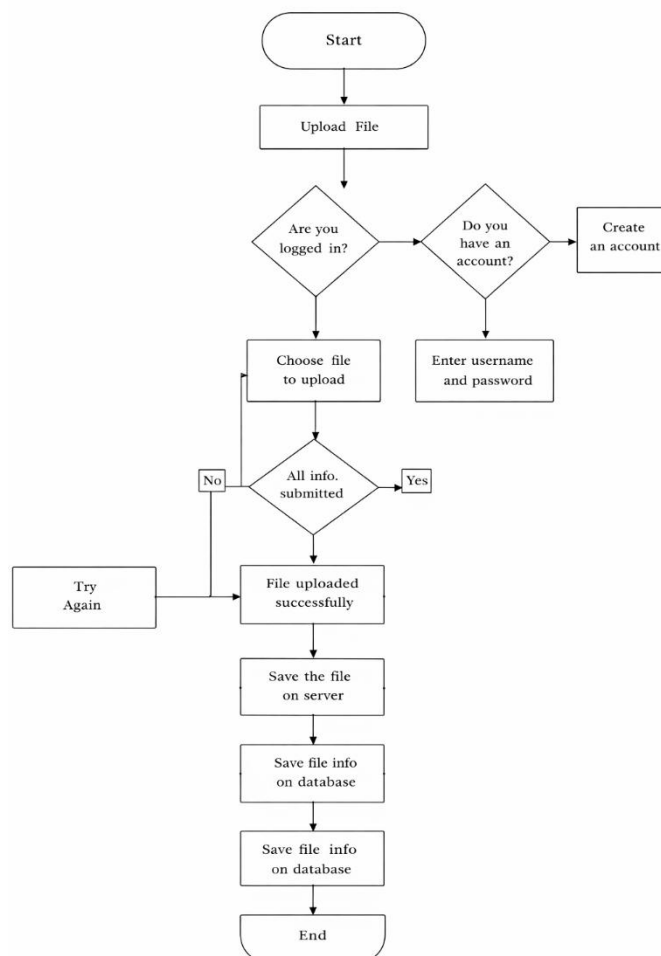 Start
Upload File
Are you
logged in?
Do you
have an
account?
Create
an account
Choose file
to upload
Enter username
and password
No
All info.
submitted
Yes
Try
Again
File uploaded
successfully
Save the file
on server
Save file info
on database
Save file info
on database
End